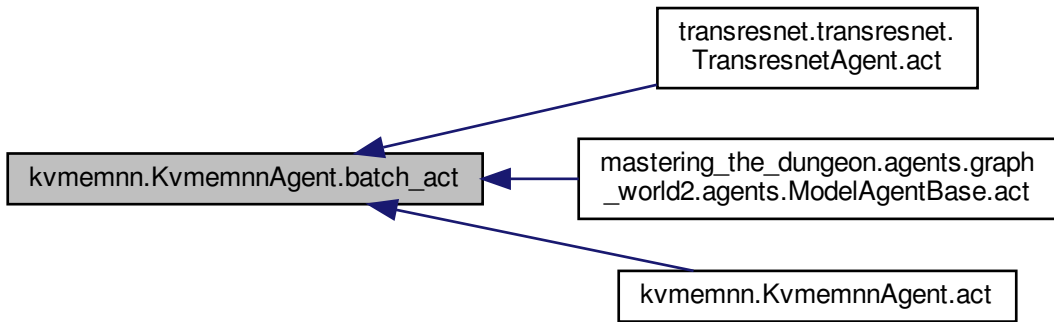 transresnet.transresnet.
TransresnetAgent.act
kvmemnn.KvmemnnAgent.batch_act
mastering_the_dungeon.agents.graph
_world2.agents.ModelAgentBase.act
kvmemnn.KvmemnnAgent.act